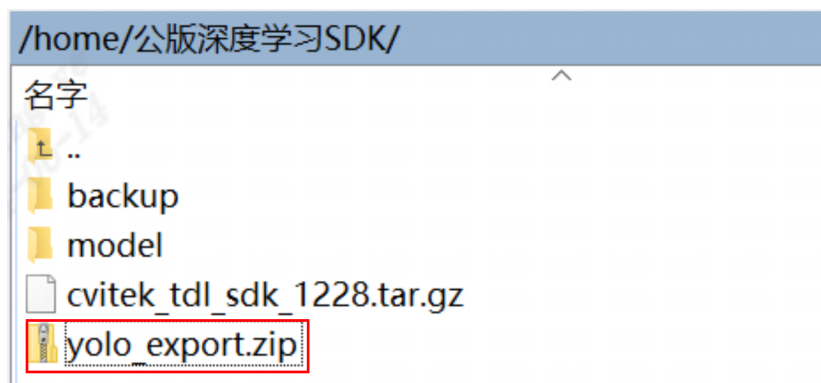 /home/公版深度学习SDK/
名字
..
backup
model
cvitek_tdl_sdk_1228.tar.gz
yolo_export.zip